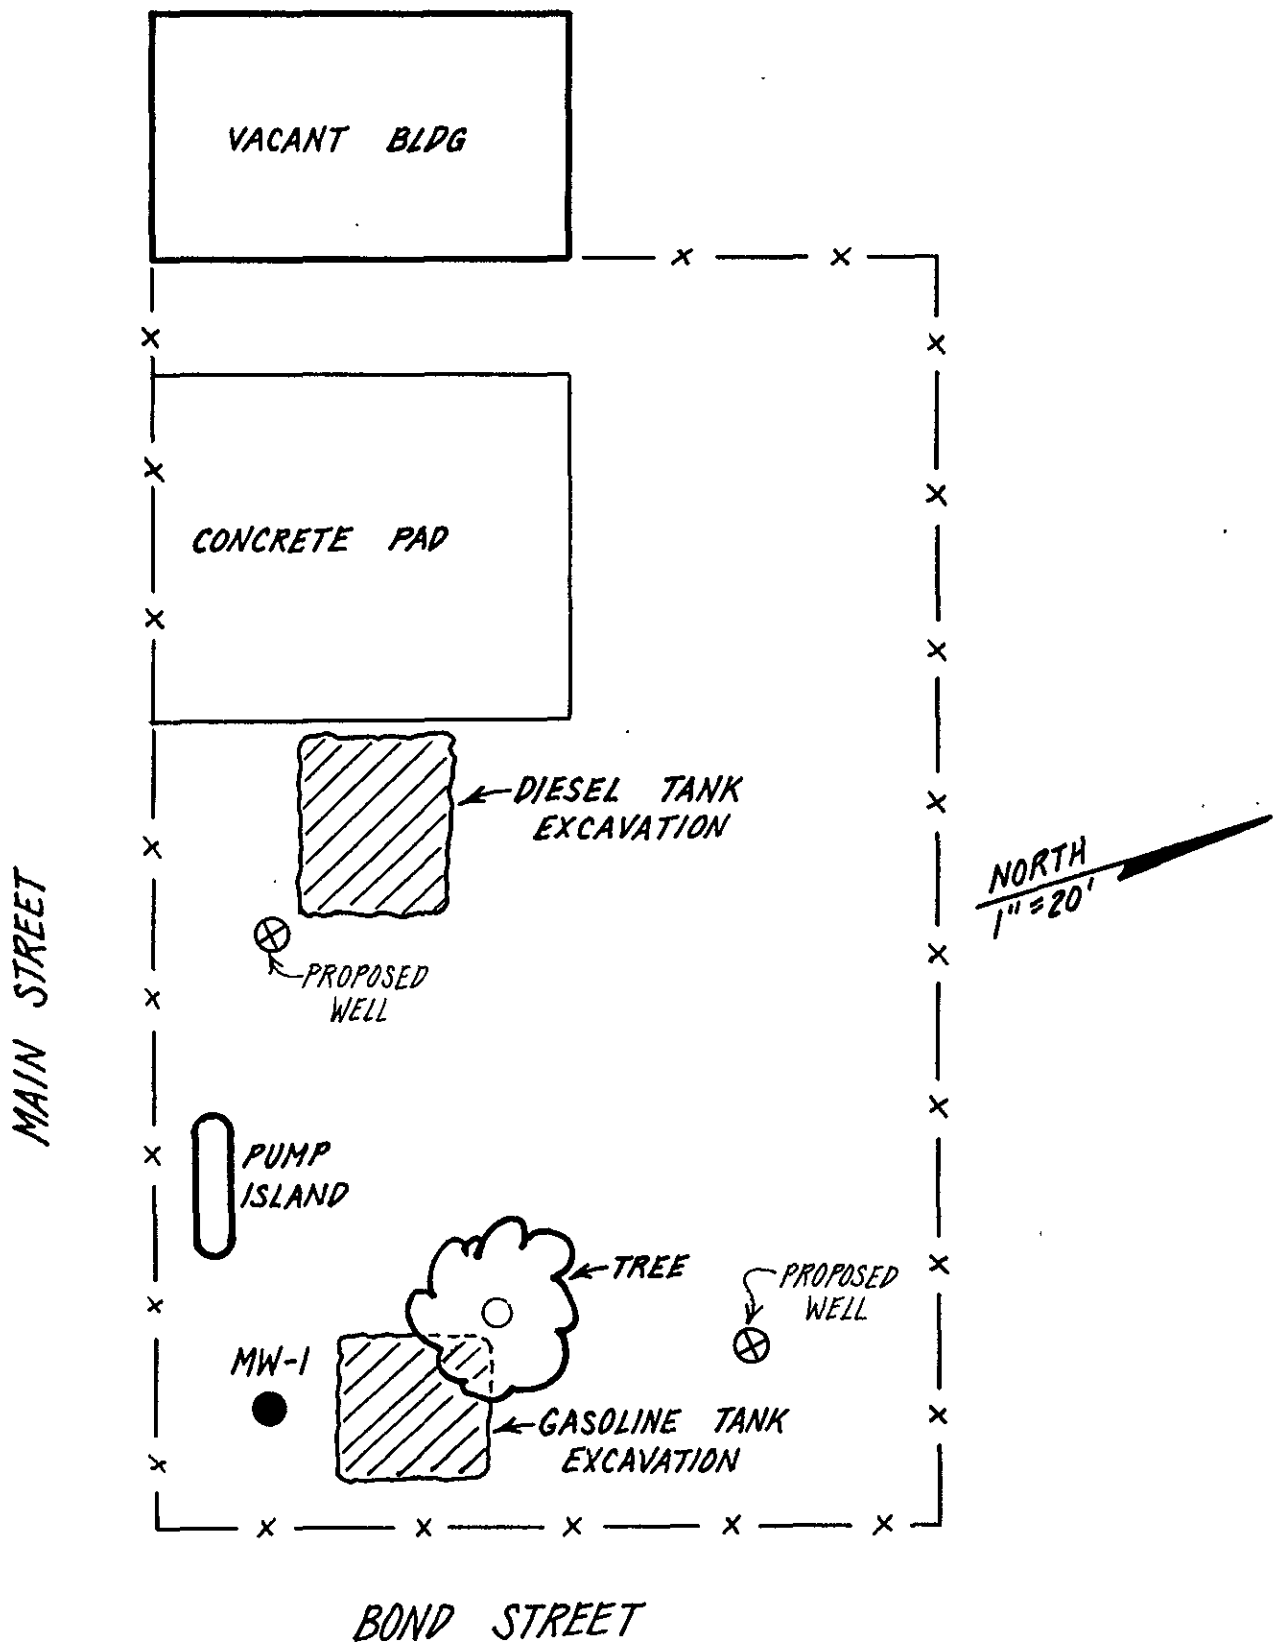 VACANT BLDG
CONCRETE PAD
DIESEL TANK
EXCAVATION
NORTH
1" = 20'
MAIN STREET
PROPOSED
WELL
PUMP
ISLAND
TREE
PROPOSED
WELL
MW-1
GASOLINE TANK
EXCAVATION
BOND STREET